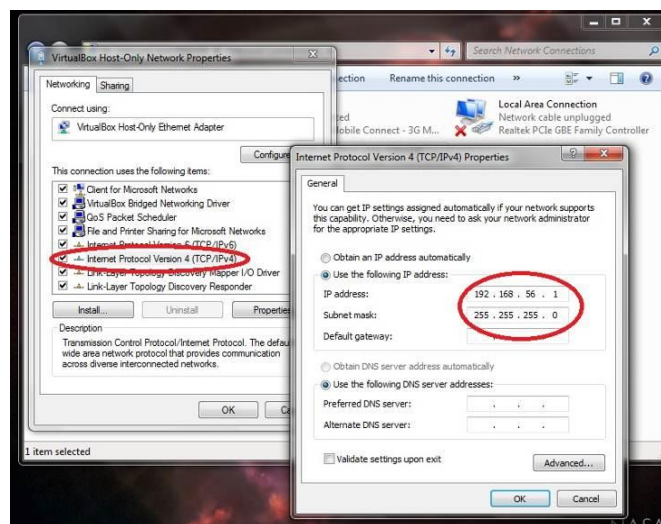 Search Network Connections
VirtualBox Host-Only Network Properties
ection Rename this connection »
Networking Sharing
Connect using:
VirtualBox Host-Only Ethernet Adapter
Configure
This connection uses the following items:
Client for Microsoft Networks
VirtualBox Bridged Networking Driver
QoS Packet Scheduler
File and Printer Sharing for Microsoft Networks
Internet Protocol Version 6 (TCP/IPv6)
Internet Protocol Version 4 (TCP/IPv4)
Link-Layer Topology Discovery Mapper I/O Driver
Link-Layer Topology Discovery Responder
Install... Uninstall Properties
Description
Transmission Control Protocol/Internet Protocol. The defau
wide area network protocol that provides communication
across diverse interconnected networks.
OK Ca
1 item selected
Local Area Connection
ted Network cable unplugged
obile Connect - 3G M... Realtek PCIe GBE Family Controller
Internet Protocol Version 4 (TCP/IPv4) Properties
General
You can get IP settings assigned automatically if your network supports
this capability. Otherwise, you need to ask your network administrator
for the appropriate IP settings.
Obtain an IP address automatically
Use the following IP address:
IP address: 192 . 168 . 56 . 1
Subnet mask: 255 . 255 . 255 . 0
Default gateway:
Obtain DNS server address automatically
Use the following DNS server addresses:
Preferred DNS server: . . .
Alternate DNS server: . . .
Validate settings upon exit
Advanced...
OK Cancel